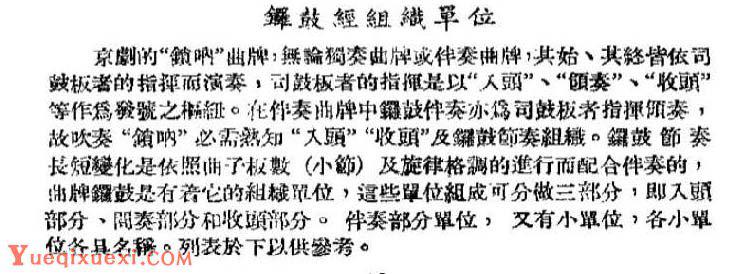 鑼鼓經組織單位
京劇的“鎖吶”曲牌，無論獨奏曲牌或伴奏曲牌，其始、其終皆依司
鼓板者的指揮而演奏，司鼓板者的指揮是以“入頭”、“領奏”、“收頭”
等作爲發號之樞紐。在伴奏曲牌中鑼鼓伴奏亦爲司鼓板者指揮領奏，
故吹奏“鎖吶”必需熟知“入頭”“收頭”及鑼鼓節奏組織。鑼鼓節奏
長短變化是依照曲子板數（小節）及旋律格調的進行而配合伴奏的，
曲牌鑼鼓是有着它的組織單位，這些單位組成可分做三部分，即入頭
部分、間奏部分和收頭部分。伴奏部分單位，又有小單位，各小單
位各具名稱。列表於下以供參考。
Yueqixuexi.com